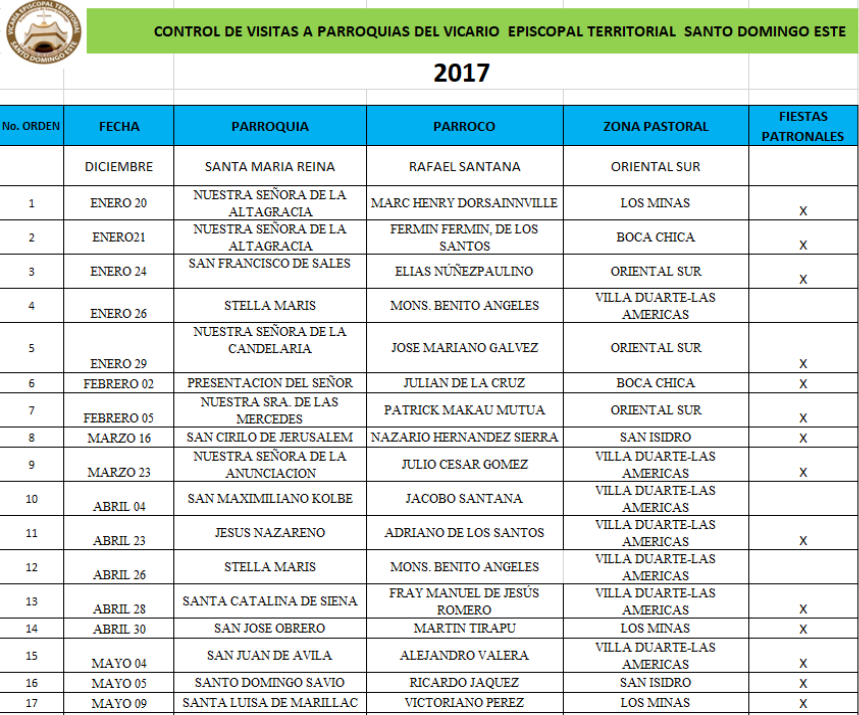 VICARIA EPISCOPAL TERRITORIAL
SANTO DOMINGO ESTE
CONTROL DE VISITAS A PARROQUIAS DEL VICARIO EPISCOPAL TERRITORIAL SANTO DOMINGO ESTE
2017
No. ORDEN FECHA PARROQUIA PARROCO ZONA PASTORAL FIESTAS
PATRONALES
DICIEMBRE SANTA MARIA REINA RAFAEL SANTANA ORIENTAL SUR
1 ENERO 20 NUESTRA SEÑORA DE LA
ALTAGRACIA MARC HENRY DORSAINNVILLE LOS MINAS X
2 ENERO21 NUESTRA SEÑORA DE LA
ALTAGRACIA FERMIN FERMIN, DE LOS
SANTOS BOCA CHICA X
3 ENERO 24 SAN FRANCISCO DE SALES ELIAS NÚÑEZPAULINO ORIENTAL SUR X
4 ENERO 26 STELLA MARIS MONS. BENITO ANGELES VILLA DUARTE-LAS
AMERICAS
5 ENERO 29 NUESTRA SEÑORA DE LA
CANDELARIA JOSE MARIANO GALVEZ ORIENTAL SUR X
6 FEBRERO 02 PRESENTACION DEL SEÑOR JULIAN DE LA CRUZ BOCA CHICA X
7 FEBRERO 05 NUESTRA SRA. DE LAS
MERCEDES PATRICK MAKAU MUTUA ORIENTAL SUR X
8 MARZO 16 SAN CIRILO DE JERUSALEM NAZARIO HERNANDEZ SIERRA SAN ISIDRO X
9 MARZO 23 NUESTRA SEÑORA DE LA
ANUNCIACION JULIO CESAR GOMEZ VILLA DUARTE-LAS
AMERICAS X
10 ABRIL 04 SAN MAXIMILIANO KOLBE JACOBO SANTANA VILLA DUARTE-LAS
AMERICAS
11 ABRIL 23 JESUS NAZARENO ADRIANO DE LOS SANTOS VILLA DUARTE-LAS
AMERICAS X
12 ABRIL 26 STELLA MARIS MONS. BENITO ANGELES VILLA DUARTE-LAS
AMERICAS
13 ABRIL 28 SANTA CATALINA DE SIENA FRAY MANUEL DE JESÚS
ROMERO VILLA DUARTE-LAS
AMERICAS X
14 ABRIL 30 SAN JOSE OBRERO MARTIN TIRAPU LOS MINAS X
15 MAYO 04 SAN JUAN DE AVILA ALEJANDRO VALERA VILLA DUARTE-LAS
AMERICAS X
16 MAYO 05 SANTO DOMINGO SAVIO RICARDO JAQUEZ SAN ISIDRO X
17 MAYO 09 SANTA LUISA DE MARILLAC VICTORIANO PEREZ LOS MINAS X